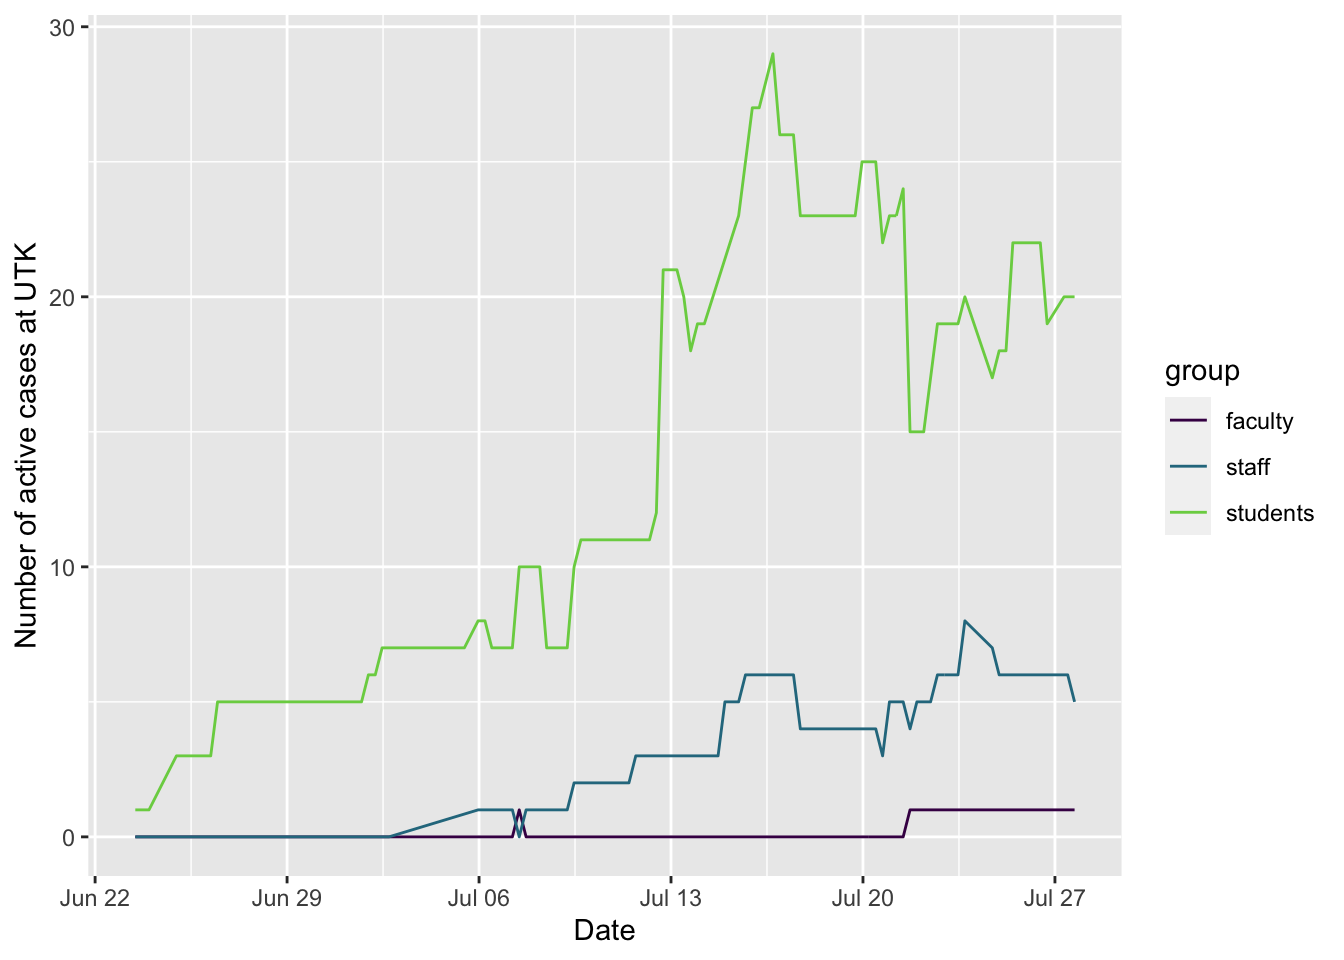 Number of active cases at UTK
30
20
10
0
Jun 22
Jun 29
Jul 06
Jul 13
Jul 20
Jul 27
Date
group
faculty
staff
students